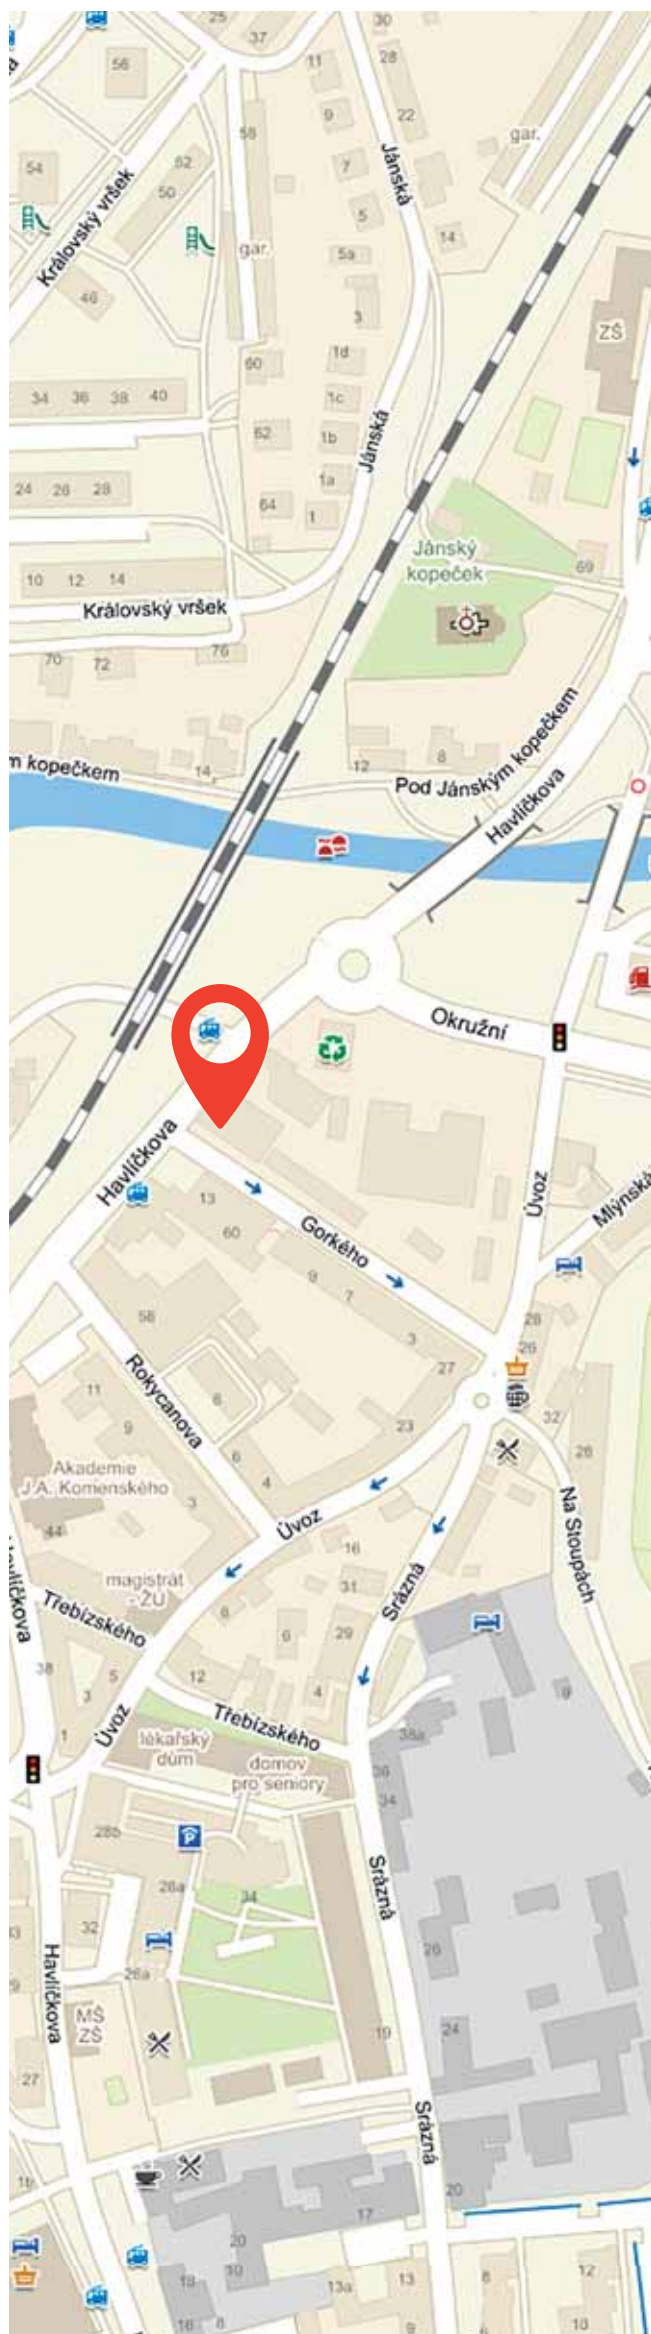 25
30
37
56
11
28
58
9
22
gar.
Jánská
54
52
7
50
Královský vršek
5
14
gar.
5a
46
3
ZŠ
1d
60
34 36 38 40
1c
62
1b
Jánská
1a
24 26 28
64
1
Jánský
kopeček
69
10 12 14
Královský vršek
76
70 72
12
8
14
m kopečkem
Pod Jánským kopečkem
Havlíčkova
Okružní
Havlíčkova
Úvoz
Mlýnská
13
60
Gorkého
9
7
58
3
28
26
27
Rokycanova
11
8
9
23
32
28
6
4
Akademie
J.A. Komenského
3
44
Úvoz
16
Na Stoupách
magistrát
- ŽÚ
31
Srázná
Havlíčkova
Třebízského
8
6
29
38
5
12
3
4
9
Úvoz
Třebízského
1
lékařský
dům
38a
domov
pro seniory
36
34
28b
Srázná
26a
34
32
Havlíčkova
26
26a
MŠ
ZŠ
24
19
27
Srázná
20
17
20
18
10
13a
13
8
12
16
8
9
6
10